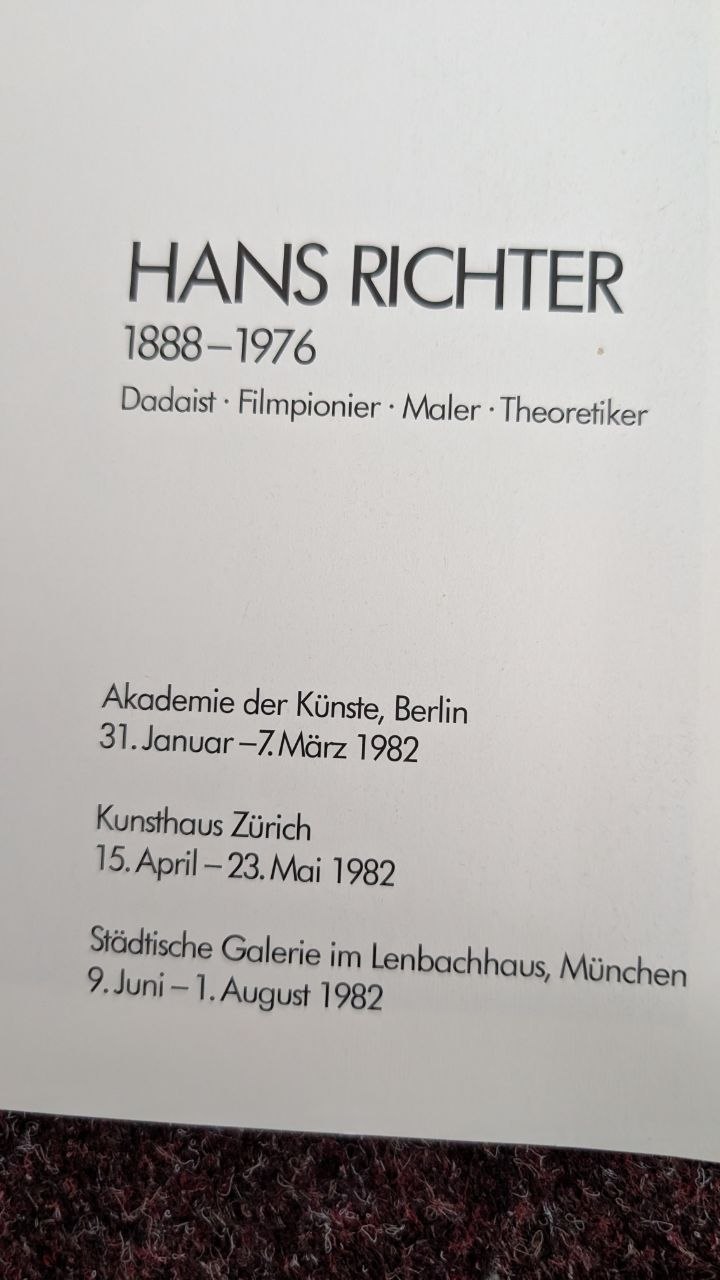 HANS RICHTER
1888–1976
Dadaist · Filmpionier · Maler · Theoretiker
Akademie der Künste, Berlin
31. Januar – 7. März 1982
Kunsthaus Zürich
15. April – 23. Mai 1982
Städtische Galerie im Lenbachhaus, München
9. Juni – 1. August 1982